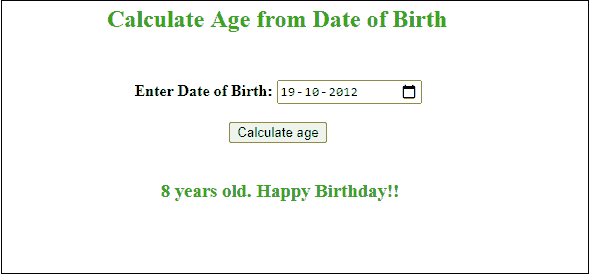 Calculate Age from Date of Birth
Enter Date of Birth: 19-10-2012
Calculate age
8 years old. Happy Birthday!!